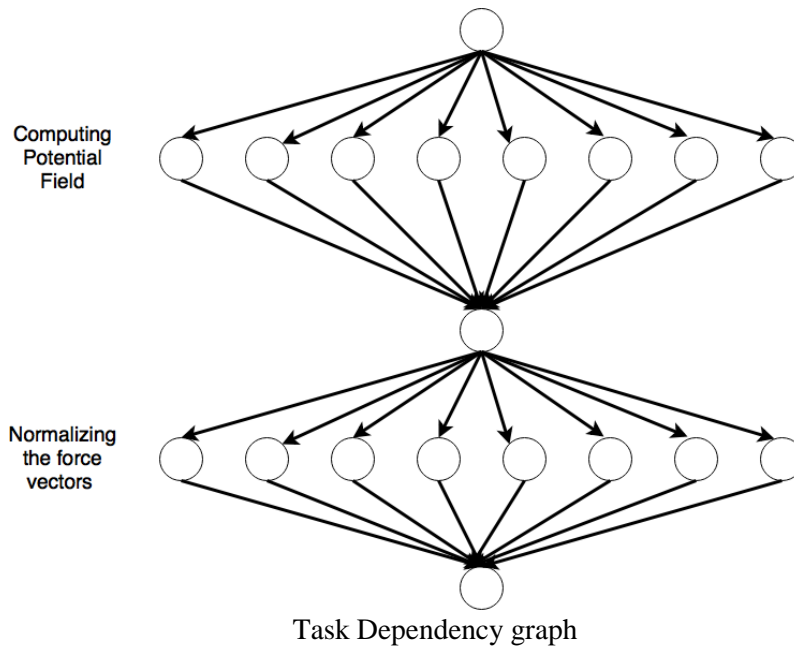 Computing
Potential
Field
Normalizing
the force
vectors
Task Dependency graph